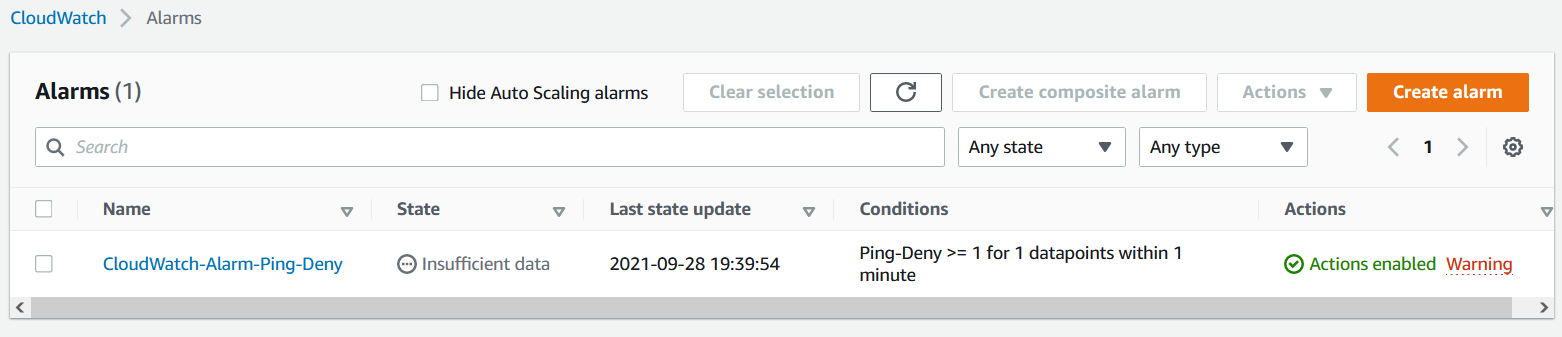 CloudWatch Alarms
Alarms (1) Hide Auto Scaling alarms Clear selection Create composite alarm Actions Create alarm
Search Any state Any type 1
Name State Last state update Conditions Actions
CloudWatch-Alarm-Ping-Deny Insufficient data 2021-09-28 19:39:54 Ping-Deny >= 1 for 1 datapoints within 1 Actions enabled Warning
minute